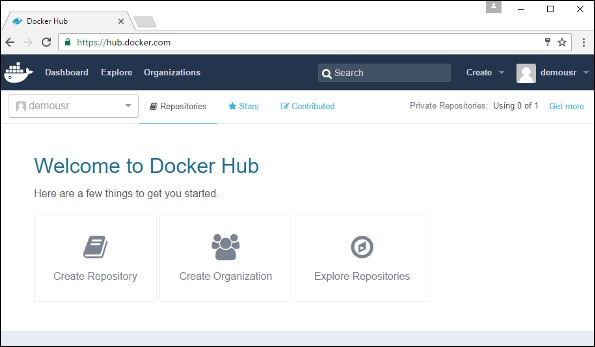 Docker Hub
https://hub.docker.com
Dashboard Explore Organizations Search Create demousr
demousr Repositories Stars Contributed Private Repositories: Using 0 of 1 Get more
Welcome to Docker Hub
Here are a few things to get you started.
Create Repository Create Organization Explore Repositories